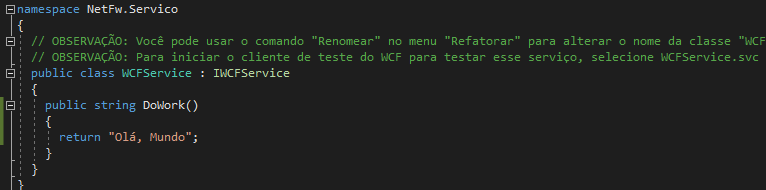 namespace NetFw.Servico
{
// OBSERVAÇÃO: Você pode usar o comando "Renomear" no menu "Refatorar" para alterar o nome da classe "WCF
// OBSERVAÇÃO: Para iniciar o cliente de teste do WCF para testar esse serviço, selecione WCFService.svc
public class WCFService : IWCFService
{
public string DoWork()
{
return "Olá, Mundo";
}
}
}